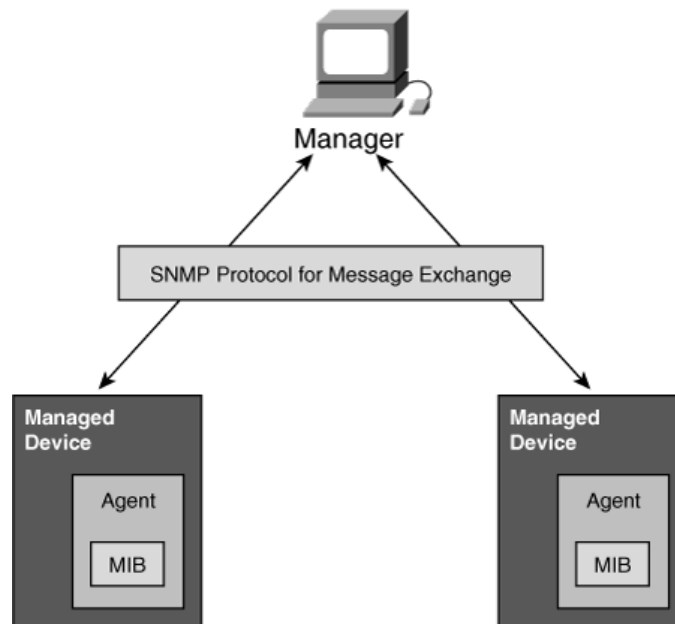 Manager
SNMP Protocol for Message Exchange
Managed
Device
Agent
MIB
Managed
Device
Agent
MIB